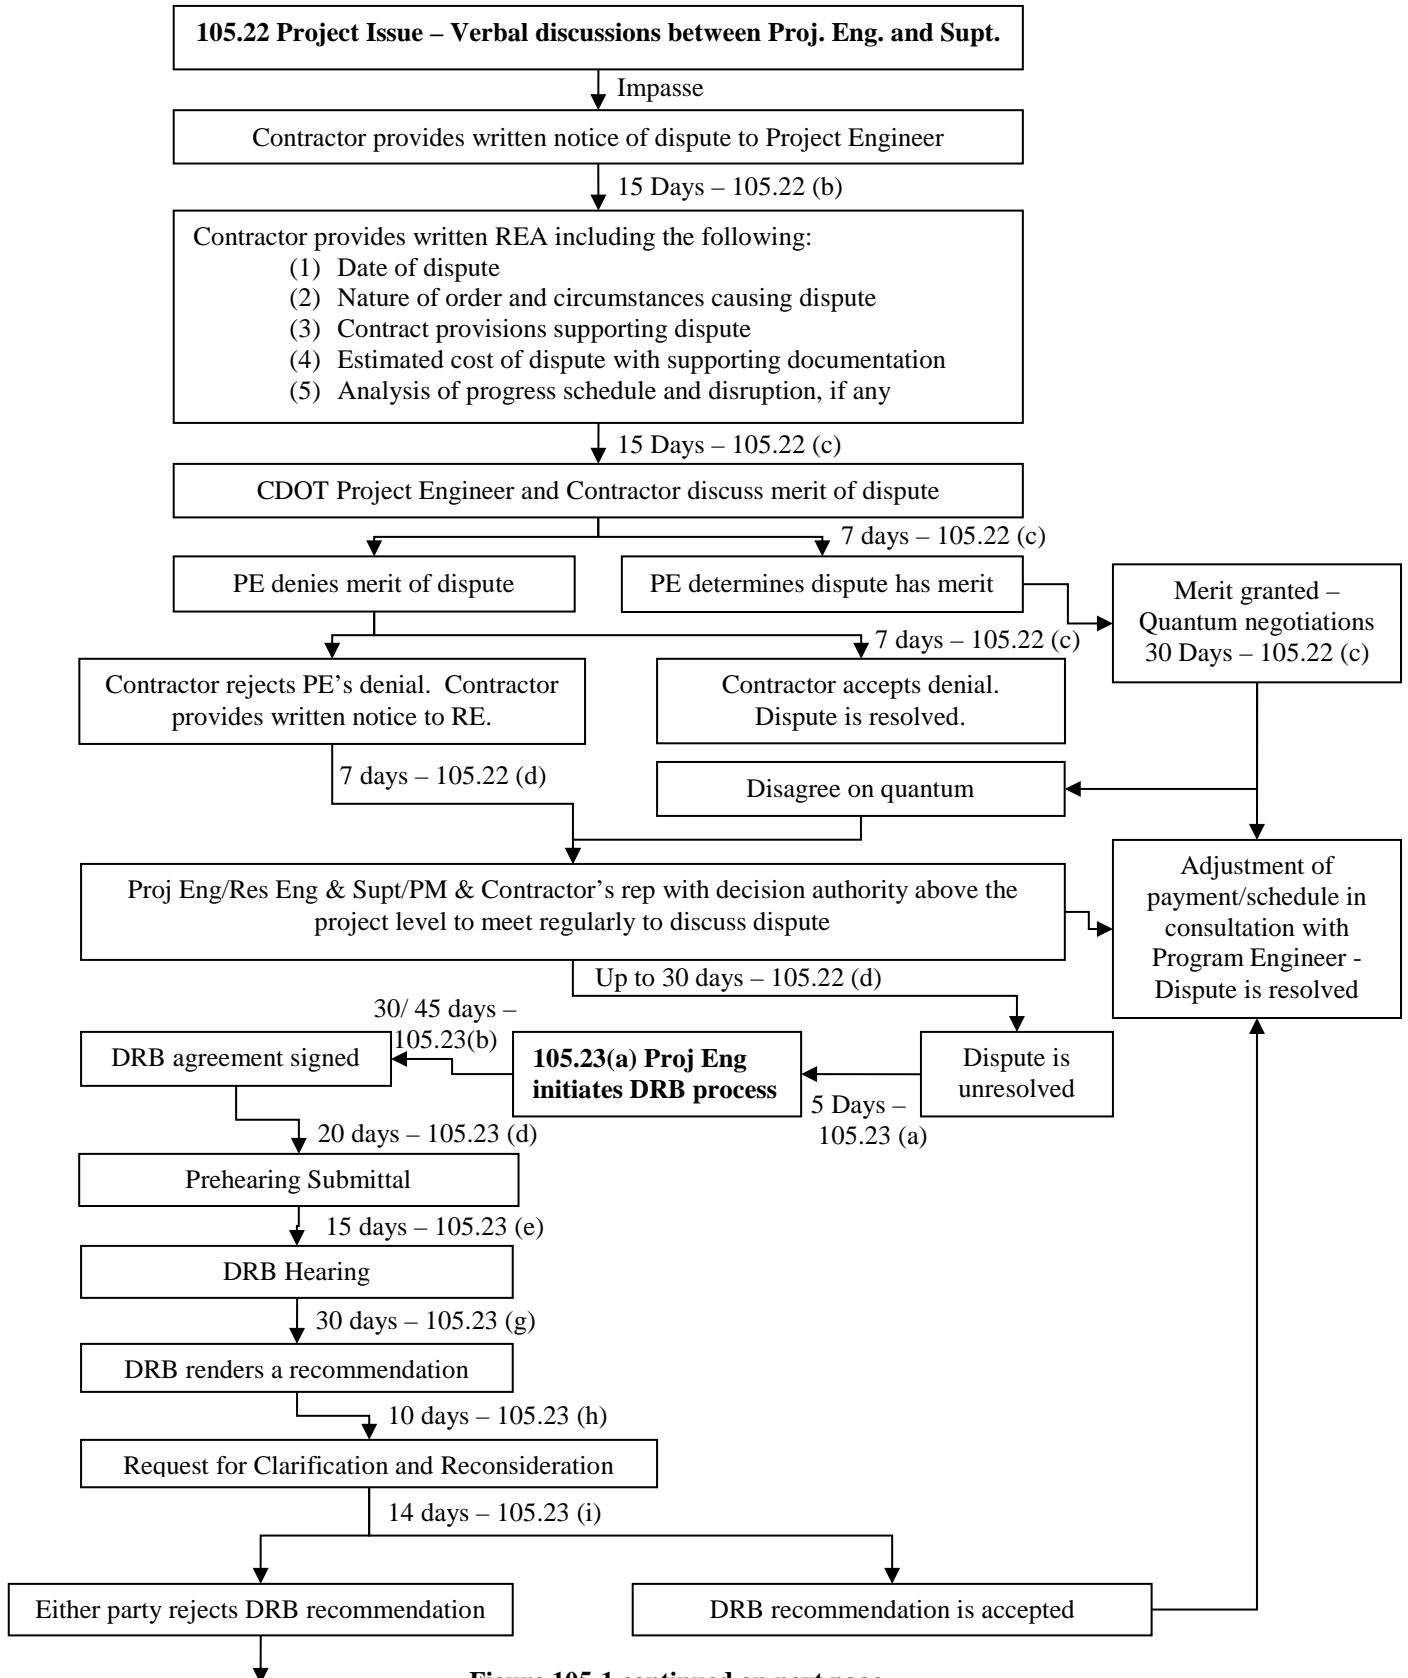 105.22 Project Issue – Verbal discussions between Proj. Eng. and Supt.
Impasse
Contractor provides written notice of dispute to Project Engineer
15 Days – 105.22 (b)
Contractor provides written REA including the following:
(1) Date of dispute
(2) Nature of order and circumstances causing dispute
(3) Contract provisions supporting dispute
(4) Estimated cost of dispute with supporting documentation
(5) Analysis of progress schedule and disruption, if any
15 Days – 105.22 (c)
CDOT Project Engineer and Contractor discuss merit of dispute
7 days – 105.22 (c)
PE denies merit of dispute
PE determines dispute has merit
Merit granted –
Quantum negotiations
30 Days – 105.22 (c)
7 days – 105.22 (c)
Contractor rejects PE’s denial. Contractor
provides written notice to RE.
Contractor accepts denial.
Dispute is resolved.
7 days – 105.22 (d)
Disagree on quantum
Proj Eng/Res Eng & Supt/PM & Contractor’s rep with decision authority above the
project level to meet regularly to discuss dispute
Adjustment of
payment/schedule in
consultation with
Program Engineer -
Dispute is resolved
Up to 30 days – 105.22 (d)
30/ 45 days –
105.23(b)
DRB agreement signed
105.23(a) Proj Eng
initiates DRB process
Dispute is
unresolved
5 Days –
105.23 (a)
20 days – 105.23 (d)
Prehearing Submittal
15 days – 105.23 (e)
DRB Hearing
30 days – 105.23 (g)
DRB renders a recommendation
10 days – 105.23 (h)
Request for Clarification and Reconsideration
14 days – 105.23 (i)
Either party rejects DRB recommendation
DRB recommendation is accepted
Figure 105-1 continued on next page